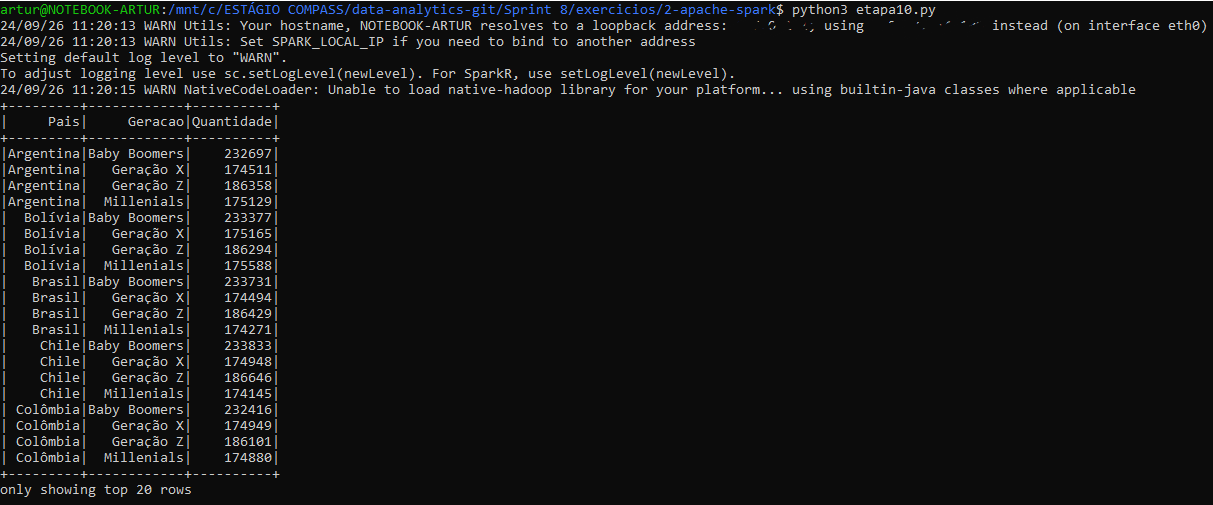 artur@NOTEBOOK-ARTUR:/mnt/c/ESTÁGIO COMPASS/data-analytics-git/Sprint 8/exercicios/2-apache-spark$ python3 etapa10.py
24/09/26 11:20:13 WARN Utils: Your hostname, NOTEBOOK-ARTUR resolves to a loopback address: using instead (on interface eth0)
24/09/26 11:20:13 WARN Utils: Set SPARK_LOCAL_IP if you need to bind to another address
Setting default log level to "WARN".
To adjust logging level use sc.setLogLevel(newLevel). For SparkR, use setLogLevel(newLevel).
24/09/26 11:20:15 WARN NativeCodeLoader: Unable to load native-hadoop library for your platform... using builtin-java classes where applicable
+---------+------------+----------+
|     Pais|     Geracao|Quantidade|
+---------+------------+----------+
|Argentina|Baby Boomers|    232697|
|Argentina|   Geração X|    174511|
|Argentina|   Geração Z|    186358|
|Argentina|  Millenials|    175129|
|  Bolívia|Baby Boomers|    233377|
|  Bolívia|   Geração X|    175165|
|  Bolívia|   Geração Z|    186294|
|  Bolívia|  Millenials|    175588|
|   Brasil|Baby Boomers|    233731|
|   Brasil|   Geração X|    174494|
|   Brasil|   Geração Z|    186429|
|   Brasil|  Millenials|    174271|
|    Chile|Baby Boomers|    233833|
|    Chile|   Geração X|    174948|
|    Chile|   Geração Z|    186646|
|    Chile|  Millenials|    174145|
| Colômbia|Baby Boomers|    232416|
| Colômbia|   Geração X|    174949|
| Colômbia|   Geração Z|    186101|
| Colômbia|  Millenials|    174880|
+---------+------------+----------+
only showing top 20 rows